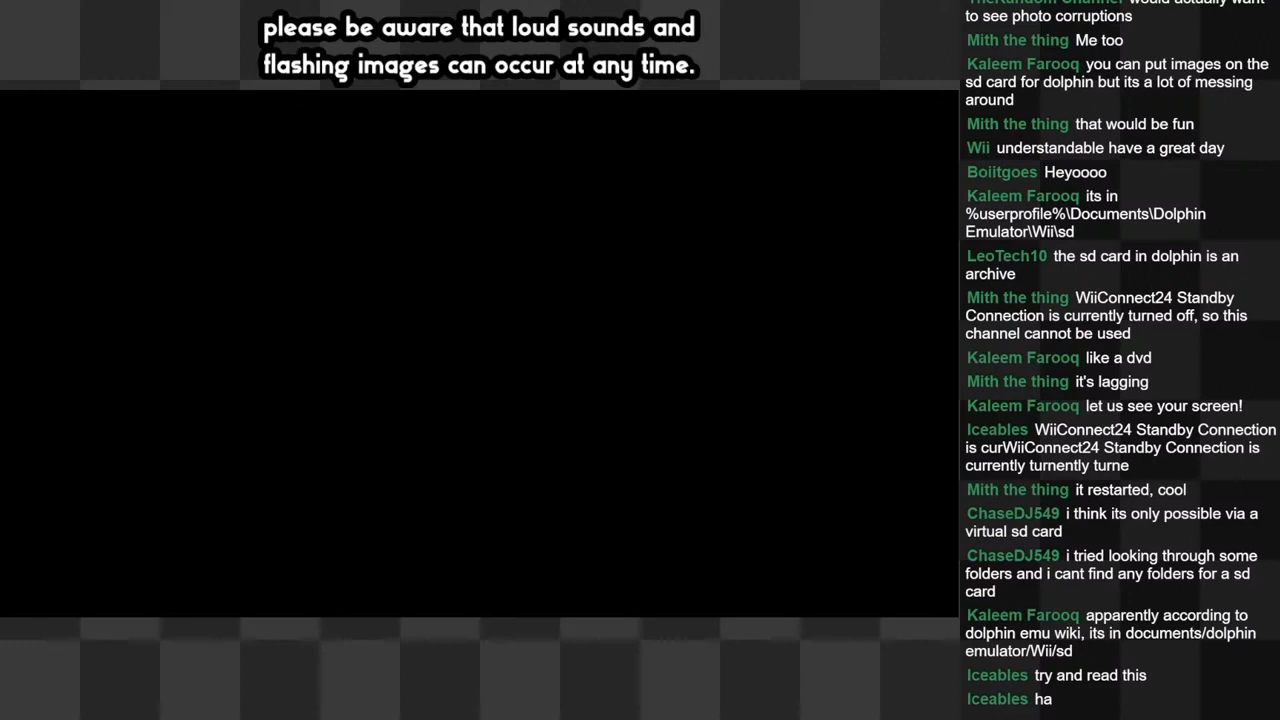 please be aware that loud sounds and
flashing images can occur at any time.
would actually want
to see photo corruptions
Mith the thing Me too
Kaleem Farooq you can put images on the
sd card for dolphin but its a lot of messing
around
Mith the thing that would be fun
Wii understandable have a great day
Boiitgoes Heyoooo
Kaleem Farooq its in
%userprofile%\Documents\Dolphin
Emulator\Wii\sd
LeoTech10 the sd card in dolphin is an
archive
Mith the thing WiiConnect24 Standby
Connection is currently turned off, so this
channel cannot be used
Kaleem Farooq like a dvd
Mith the thing it's lagging
Kaleem Farooq let us see your screen!
Iceables WiiConnect24 Standby Connection
is curWiiConnect24 Standby Connection is
currently turnently turne
Mith the thing it restarted, cool
ChaseDJ549 i think its only possible via a
virtual sd card
ChaseDJ549 i tried looking through some
folders and i cant find any folders for a sd
card
Kaleem Farooq apparently according to
dolphin emu wiki, its in documents/dolphin
emulator/Wii/sd
Iceables try and read this
Iceables ha